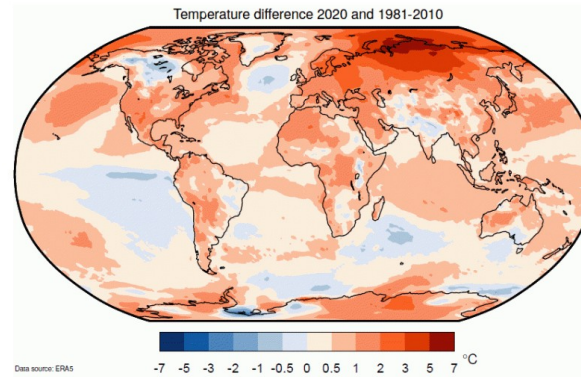 Temperature difference 2020 and 1981-2010
°C
-7 -5 -3 -2 -1 -0.5 0 0.5 1 2 3 5 7
Data source: ERA5